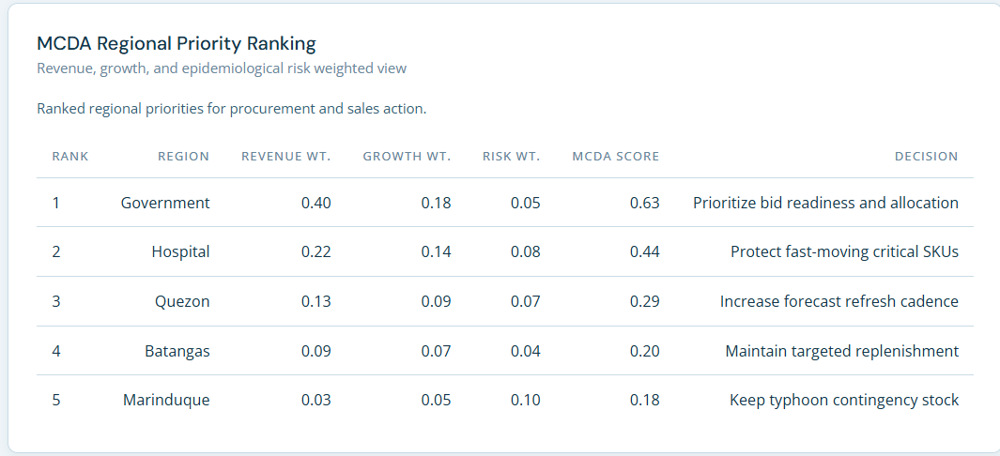 MCDA Regional Priority Ranking
Revenue, growth, and epidemiological risk weighted view
Ranked regional priorities for procurement and sales action.
RANK REGION REVENUE WT. GROWTH WT. RISK WT. MCDA SCORE DECISION
1 Government 0.40 0.18 0.05 0.63 Prioritize bid readiness and allocation
2 Hospital 0.22 0.14 0.08 0.44 Protect fast-moving critical SKUs
3 Quezon 0.13 0.09 0.07 0.29 Increase forecast refresh cadence
4 Batangas 0.09 0.07 0.04 0.20 Maintain targeted replenishment
5 Marinduque 0.03 0.05 0.10 0.18 Keep typhoon contingency stock